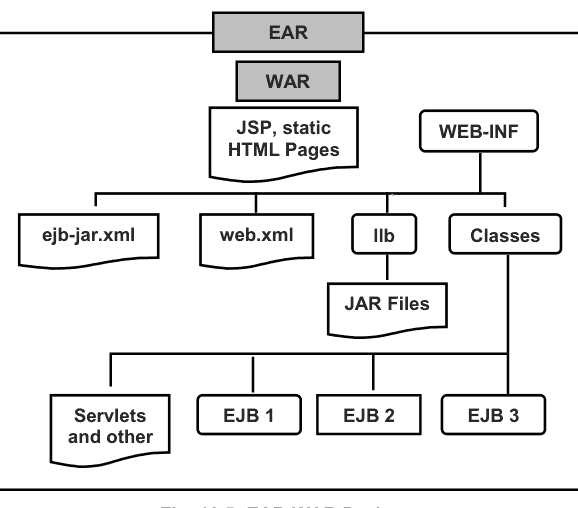 EAR
WAR
JSP, static
HTML Pages
WEB-INF
ejb-jar.xml
web.xml
lib
Classes
JAR Files
Servlets
and other
EJB 1
EJB 2
EJB 3